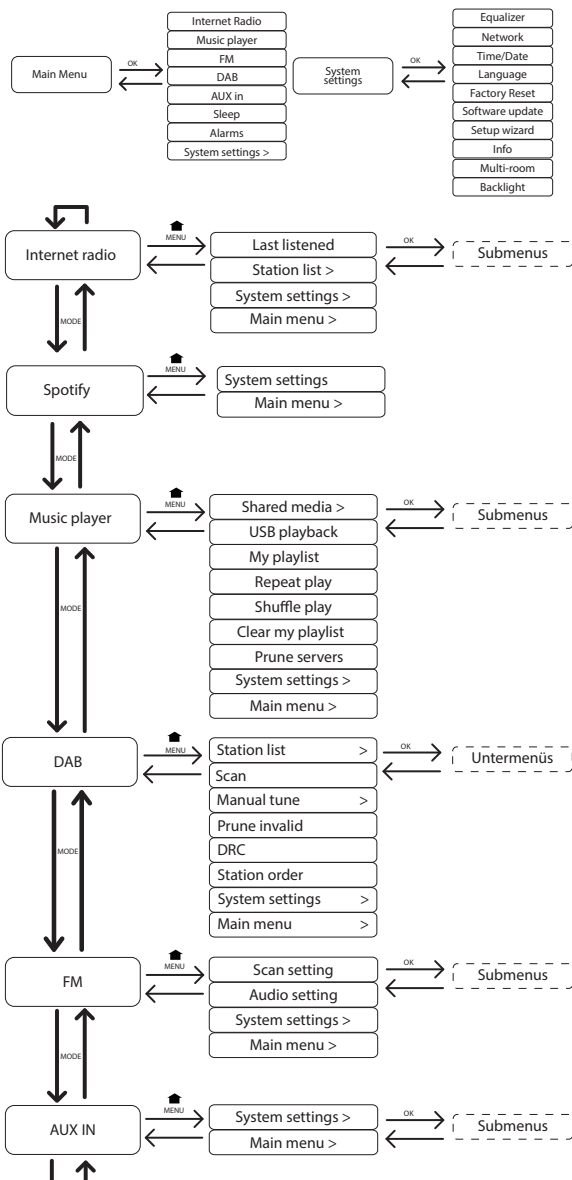 Main Menu
OK
Internet Radio
Music player
FM
DAB
AUX in
Sleep
Alarms
System settings >
System
settings
OK
Equalizer
Network
Time/Date
Language
Factory Reset
Software update
Setup wizard
Info
Multi-room
Backlight
Internet radio
MENU
Last listened
Station list >
System settings >
Main menu >
OK
Submenus
MODE
Spotify
MENU
System settings
Main menu >
MODE
Music player
MENU
Shared media >
USB playback
My playlist
Repeat play
Shuffle play
Clear my playlist
Prune servers
System settings >
Main menu >
OK
Submenus
MODE
DAB
MENU
Station list >
Scan
Manual tune >
Prune invalid
DRC
Station order
System settings >
Main menu >
OK
Untermenüs
MODE
FM
MENU
Scan setting
Audio setting
System settings >
Main menu >
OK
Submenus
MODE
AUX IN
MENU
System settings >
Main menu >
OK
Submenus